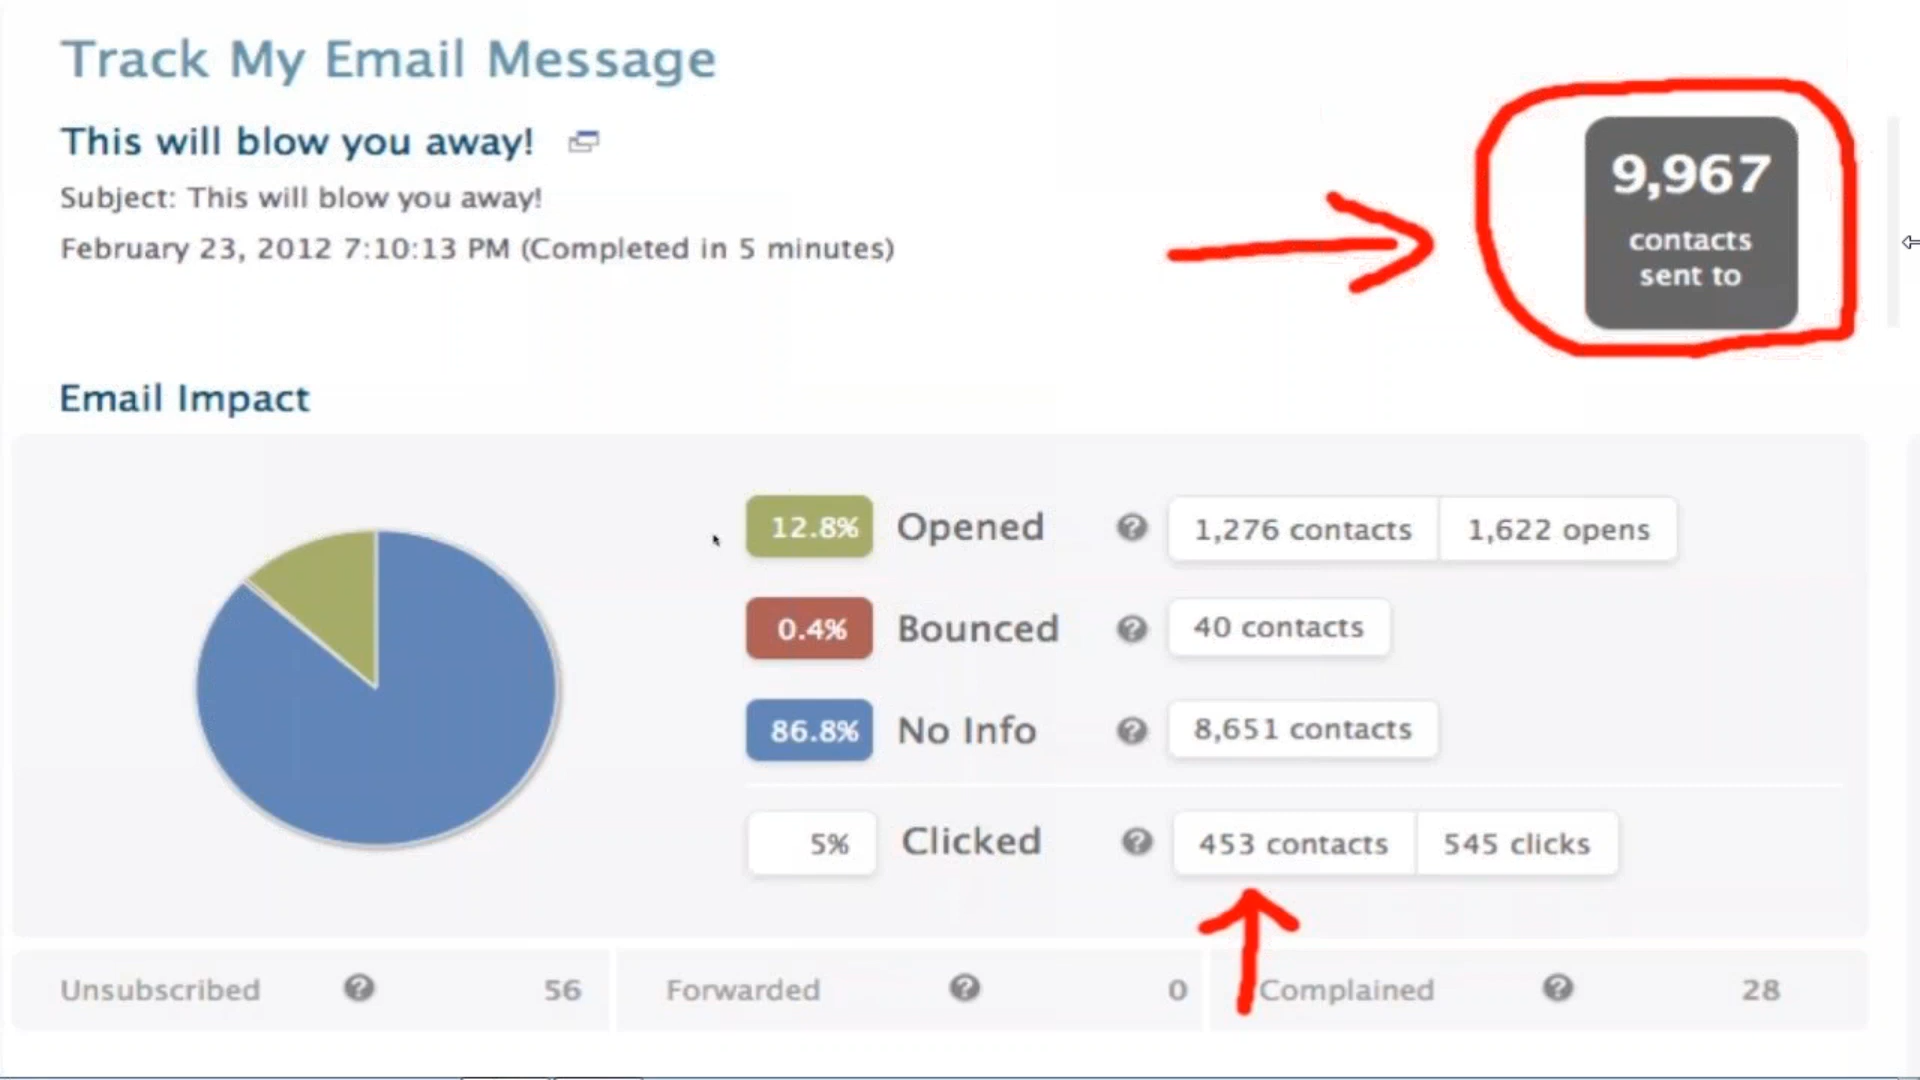 Track My Email Message
This will blow you away!
Subject: This will blow you away!
February 23, 2012 7:10:13 PM (Completed in 5 minutes)
9,967
contacts
sent to
Email Impact
12.8% Opened ? 1,276 contacts 1,622 opens
0.4% Bounced ? 40 contacts
86.8% No Info ? 8,651 contacts
5% Clicked ? 453 contacts 545 clicks
Unsubscribed ? 56 Forwarded ? 0 Complained ? 28